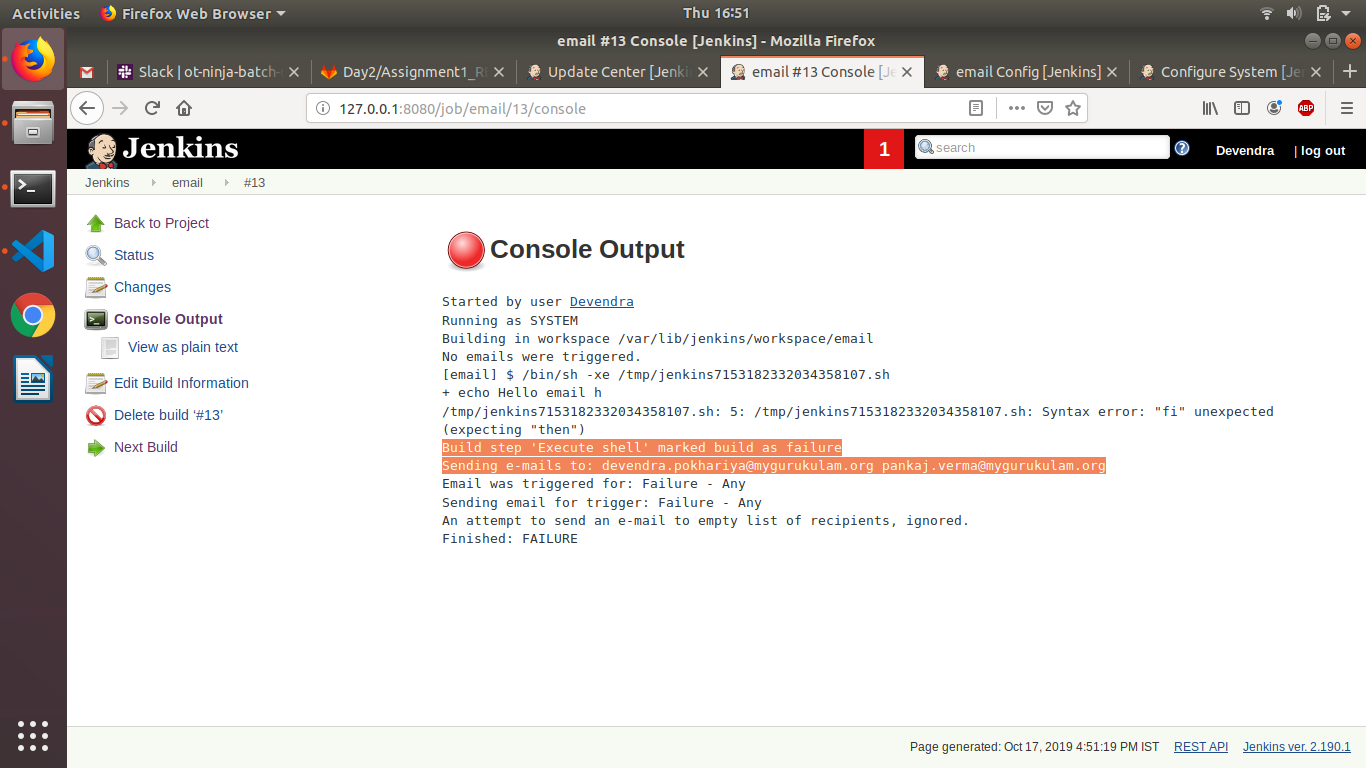 Activities
Firefox Web Browser
Thu 16:51
email #13 Console [Jenkins] - Mozilla Firefox
Slack | ot-ninja-batch-
Day2/Assignment1_R
Update Center [Jenki
email #13 Console [Je
email Config [Jenkins]
Configure System [Je
127.0.0.1:8080/job/email/13/console
ABP
Jenkins
1
search
Devendra
| log out
Jenkins
email
#13
Back to Project
Status
Changes
Console Output
View as plain text
Edit Build Information
Delete build ‘#13’
Next Build
Console Output
Started by user Devendra
Running as SYSTEM
Building in workspace /var/lib/jenkins/workspace/email
No emails were triggered.
[email] $ /bin/sh -xe /tmp/jenkins7153182332034358107.sh
+ echo Hello email h
/tmp/jenkins7153182332034358107.sh: 5: /tmp/jenkins7153182332034358107.sh: Syntax error: "fi" unexpected
(expecting "then")
Build step 'Execute shell' marked build as failure
Sending e-mails to: devendra.pokhariya@mygurukulam.org pankaj.verma@mygurukulam.org
Email was triggered for: Failure - Any
Sending email for trigger: Failure - Any
An attempt to send an e-mail to empty list of recipients, ignored.
Finished: FAILURE
Page generated: Oct 17, 2019 4:51:19 PM IST
REST API
Jenkins ver. 2.190.1